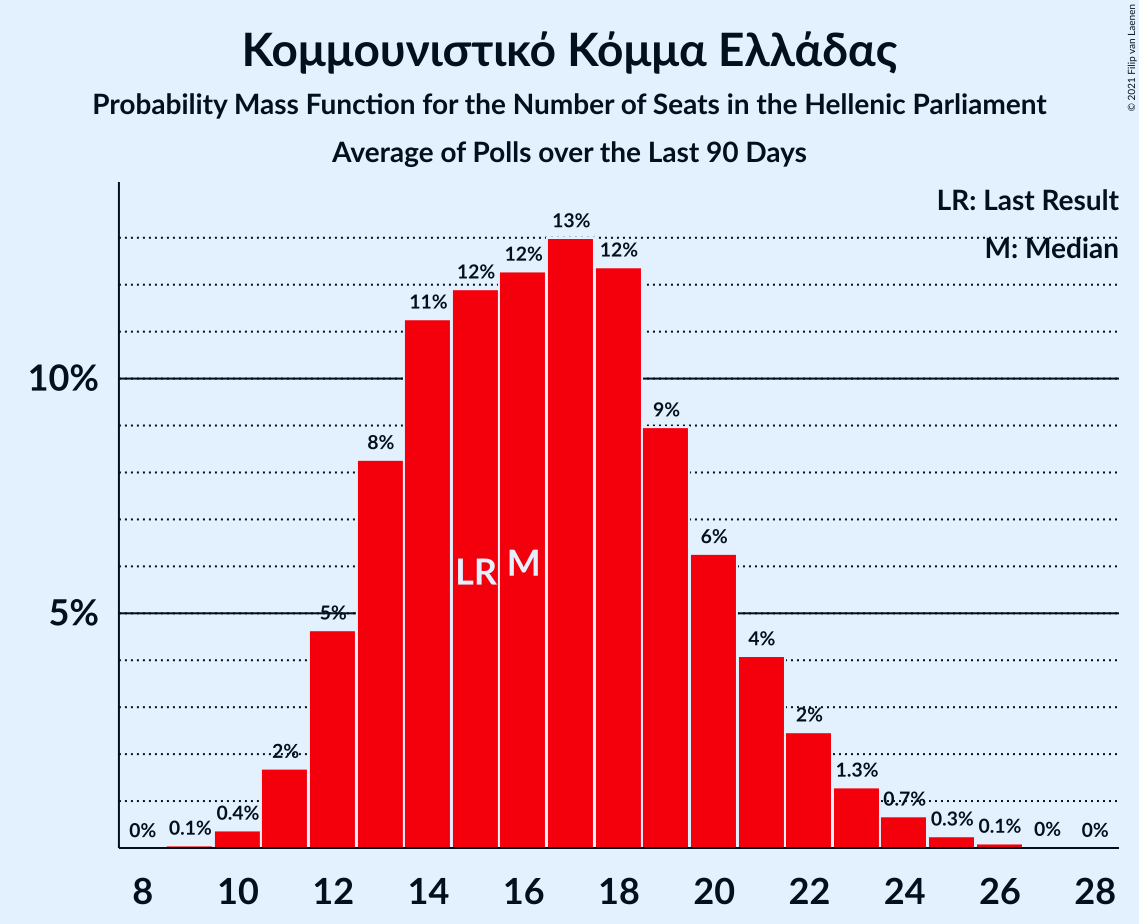 Κομμουνιστικό Κόμμα Ελλάδας
Probability Mass Function for the Number of Seats in the Hellenic Parliament
Average of Polls over the Last 90 Days
© 2021 Filip van Laenen
LR: Last Result
M: Median
10%
5%
0%
0.1%
0.4%
2%
5%
8%
11%
12%
12%
13%
12%
9%
6%
4%
2%
1.3%
0.7%
0.3%
0.1%
0%
0%
LR
M
8 10 12 14 16 18 20 22 24 26 28